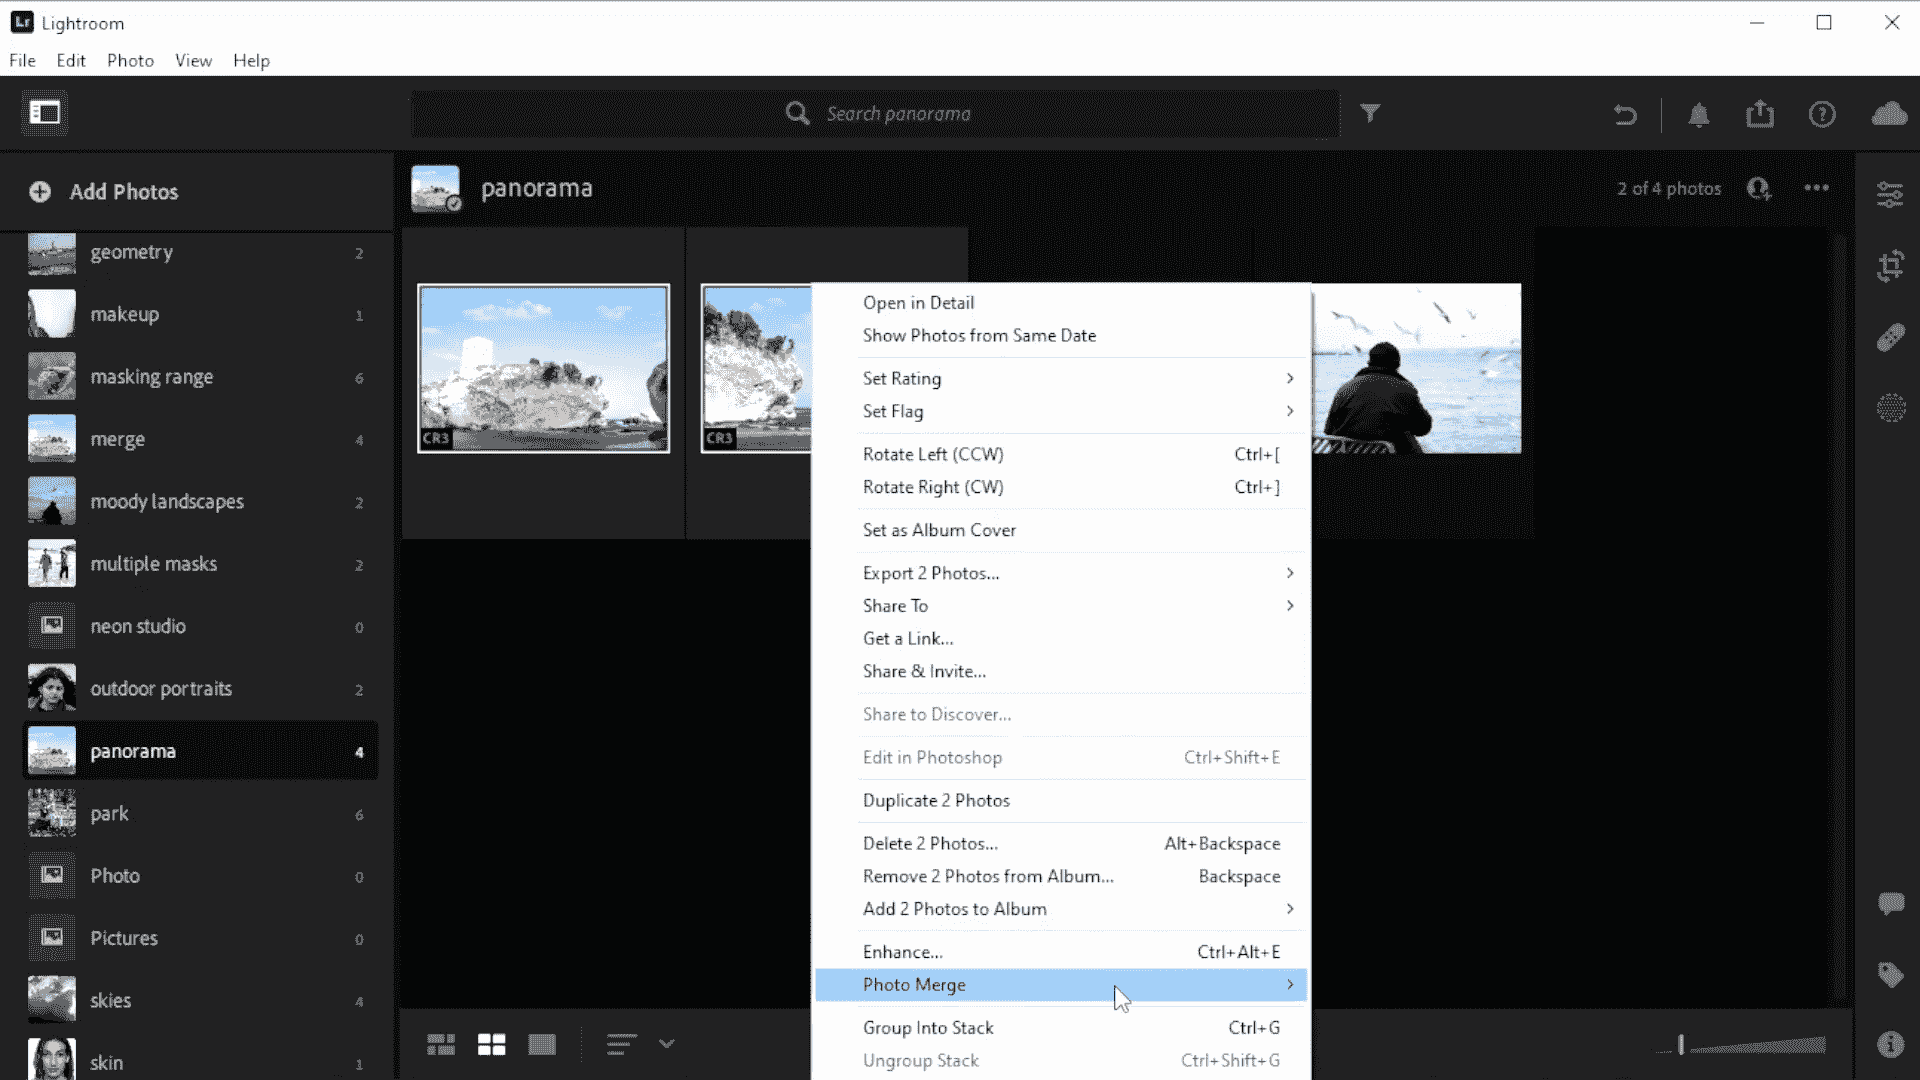 Lr Lightroom
File Edit Photo View Help
Search panorama
Add Photos
panorama
2 of 4 photos
geometry 2
makeup 1
masking range 6
merge 4
moody landscapes 2
multiple masks 2
neon studio 0
outdoor portraits 2
panorama 4
park 6
Photo 0
Pictures 0
skies 4
skin 1
CR3
CR3
Open in Detail
Show Photos from Same Date
Set Rating
Set Flag
Rotate Left (CCW) Ctrl+[
Rotate Right (CW) Ctrl+]
Set as Album Cover
Export 2 Photos...
Share To
Get a Link...
Share & Invite...
Share to Discover...
Edit in Photoshop Ctrl+Shift+E
Duplicate 2 Photos
Delete 2 Photos... Alt+Backspace
Remove 2 Photos from Album... Backspace
Add 2 Photos to Album
Enhance... Ctrl+Alt+E
Photo Merge
Group Into Stack Ctrl+G
Ungroup Stack Ctrl+Shift+G